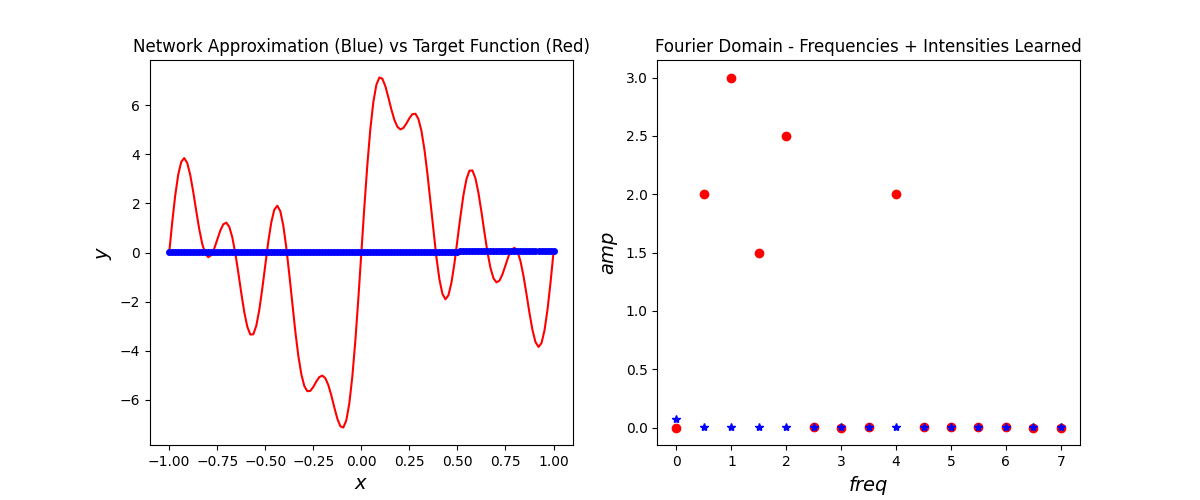 Network Approximation (Blue) vs Target Function (Red)
6
4
2
0
−2
−4
−6
y
−1.00 −0.75 −0.50 −0.25 0.00 0.25 0.50 0.75 1.00
x
Fourier Domain - Frequencies + Intensities Learned
3.0
2.5
2.0
1.5
1.0
0.5
0.0
amp
0 1 2 3 4 5 6 7
freq